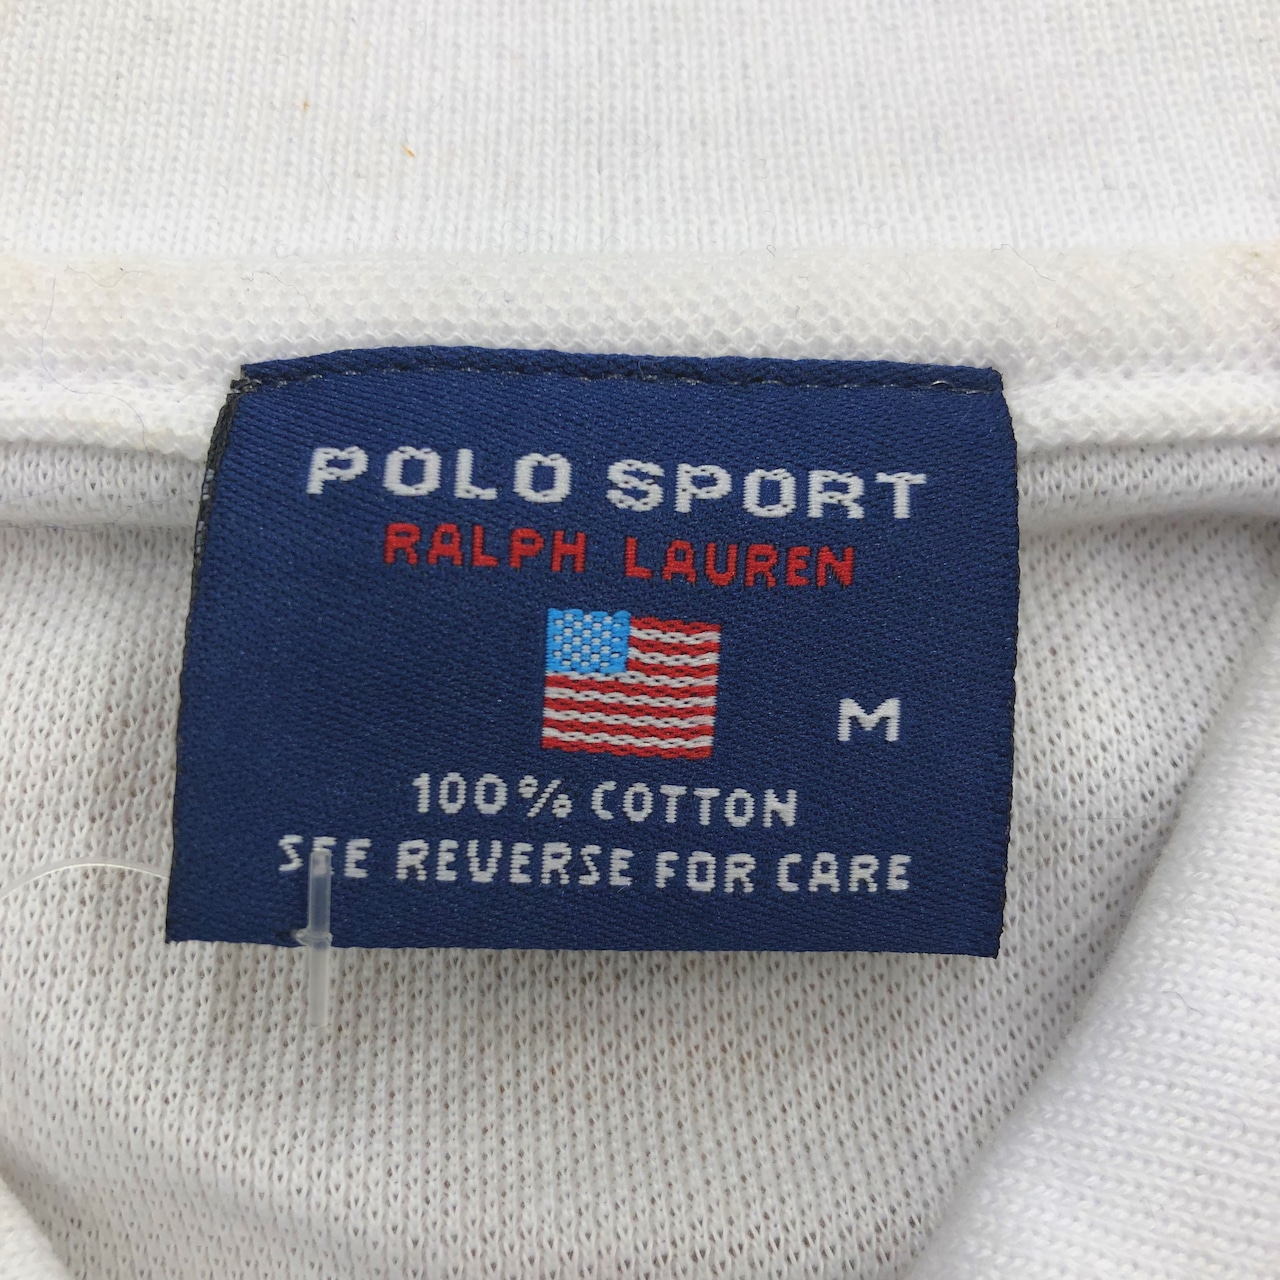 POLO SPORT
RALPH LAUREN
M
100% COTTON
SEE REVERSE FOR CARE